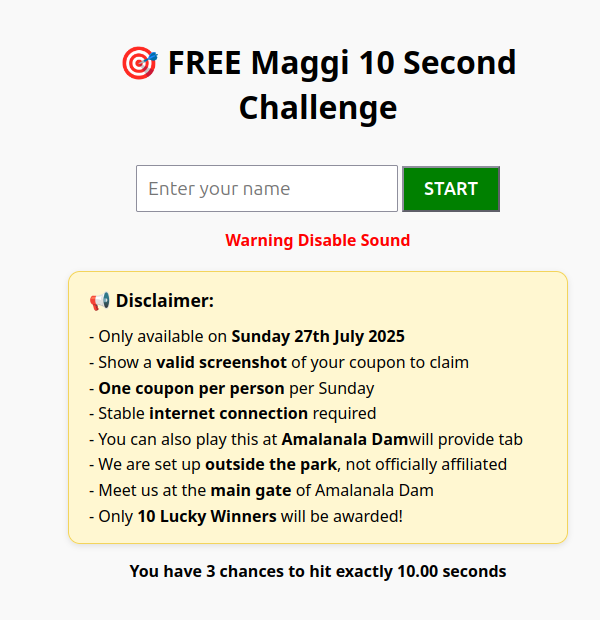 🎯 FREE Maggi 10 Second
Challenge
Enter your name
START
Warning Disable Sound
📢 Disclaimer:
- Only available on Sunday 27th July 2025
- Show a valid screenshot of your coupon to claim
- One coupon per person per Sunday
- Stable internet connection required
- You can also play this at Amalanala Damwill provide tab
- We are set up outside the park, not officially affiliated
- Meet us at the main gate of Amalanala Dam
- Only 10 Lucky Winners will be awarded!
You have 3 chances to hit exactly 10.00 seconds